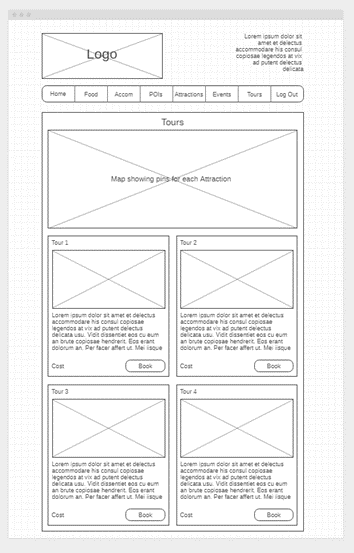 Logo
Lorem ipsum dolor sit
amet et delectus
accommodare his consul
copiosae legendos at vix
ad putent delectus
delicata
Home Food Accom POIs Attractions Events Tours Log Out
Tours
Map showing pins for each Attraction
Tour 1
Lorem ipsum dolor sit amet et delectus
accommodare his consul copiosae
legendos at vix ad putent delectus
delicata usu. Vidit dissentiet eos cu eum
an brute copiosae hendrerit. Eos erant
dolorum an. Per facer affert ut. Mei iisque
Cost Book
Tour 2
Lorem ipsum dolor sit amet et delectus
accommodare his consul copiosae
legendos at vix ad putent delectus
delicata usu. Vidit dissentiet eos cu eum
an brute copiosae hendrerit. Eos erant
dolorum an. Per facer affert ut. Mei iisque
Cost Book
Tour 3
Lorem ipsum dolor sit amet et delectus
accommodare his consul copiosae
legendos at vix ad putent delectus
delicata usu. Vidit dissentiet eos cu eum
an brute copiosae hendrerit. Eos erant
dolorum an. Per facer affert ut. Mei iisque
Cost Book
Tour 4
Lorem ipsum dolor sit amet et delectus
accommodare his consul copiosae
legendos at vix ad putent delectus
delicata usu. Vidit dissentiet eos cu eum
an brute copiosae hendrerit. Eos erant
dolorum an. Per facer affert ut. Mei iisque
Cost Book